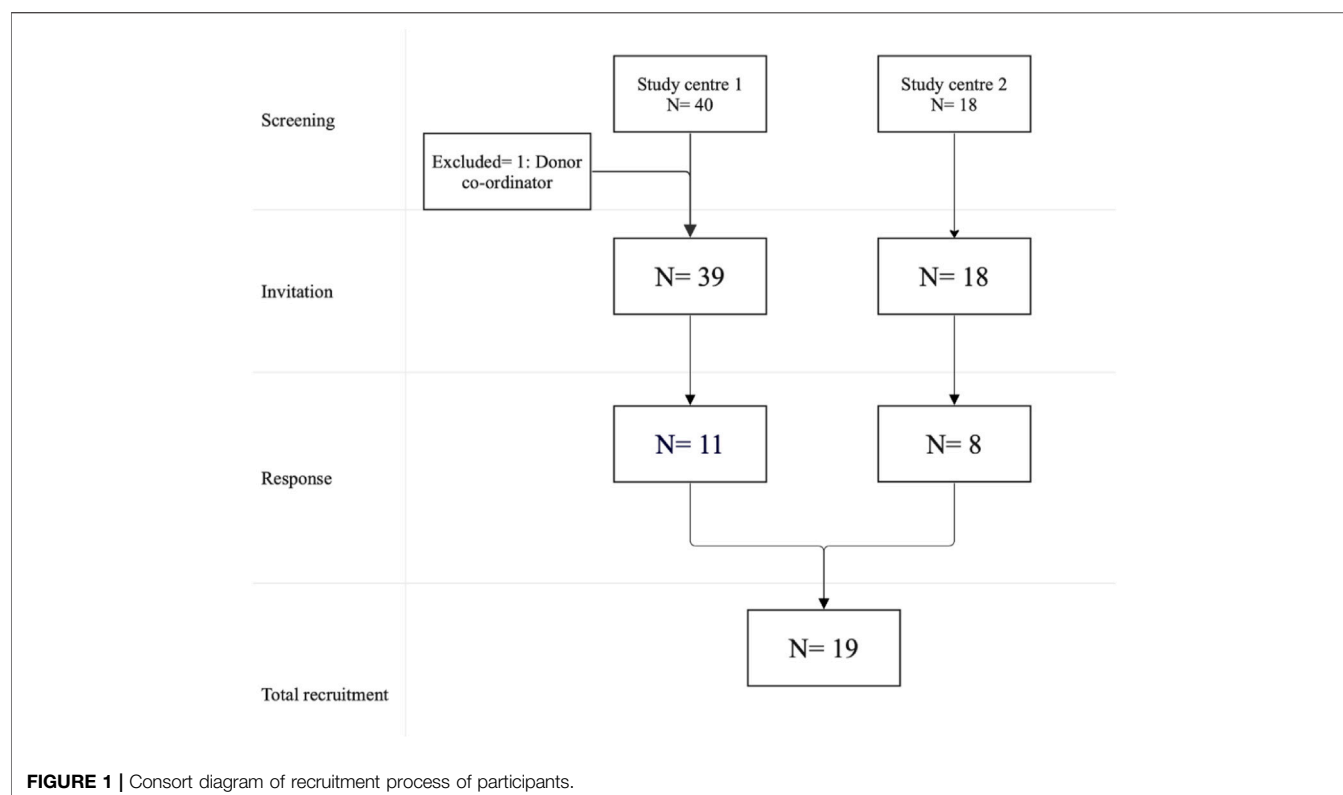 Screening
Study centre 1
N= 40
Study centre 2
N= 18
Excluded= 1: Donor
co-ordinator
Invitation
N= 39
N= 18
Response
N= 11
N= 8
Total recruitment
N= 19
FIGURE 1 | Consort diagram of recruitment process of participants.